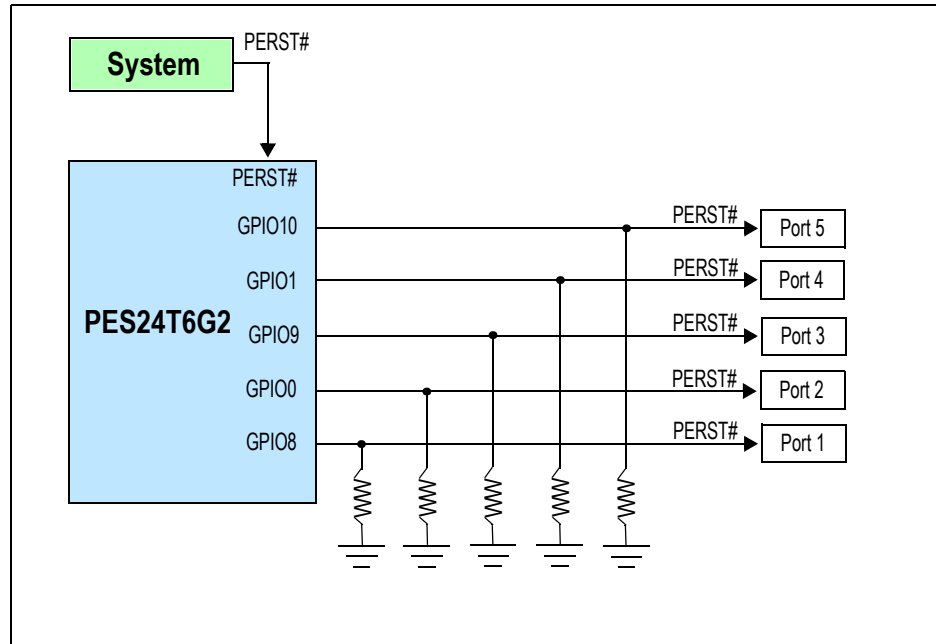 PERST#
System
PERST#
GPIO10
PERST#
Port 5
GPIO1
PERST#
Port 4
PES24T6G2
GPIO9
PERST#
Port 3
GPIO0
PERST#
Port 2
GPIO8
PERST#
Port 1